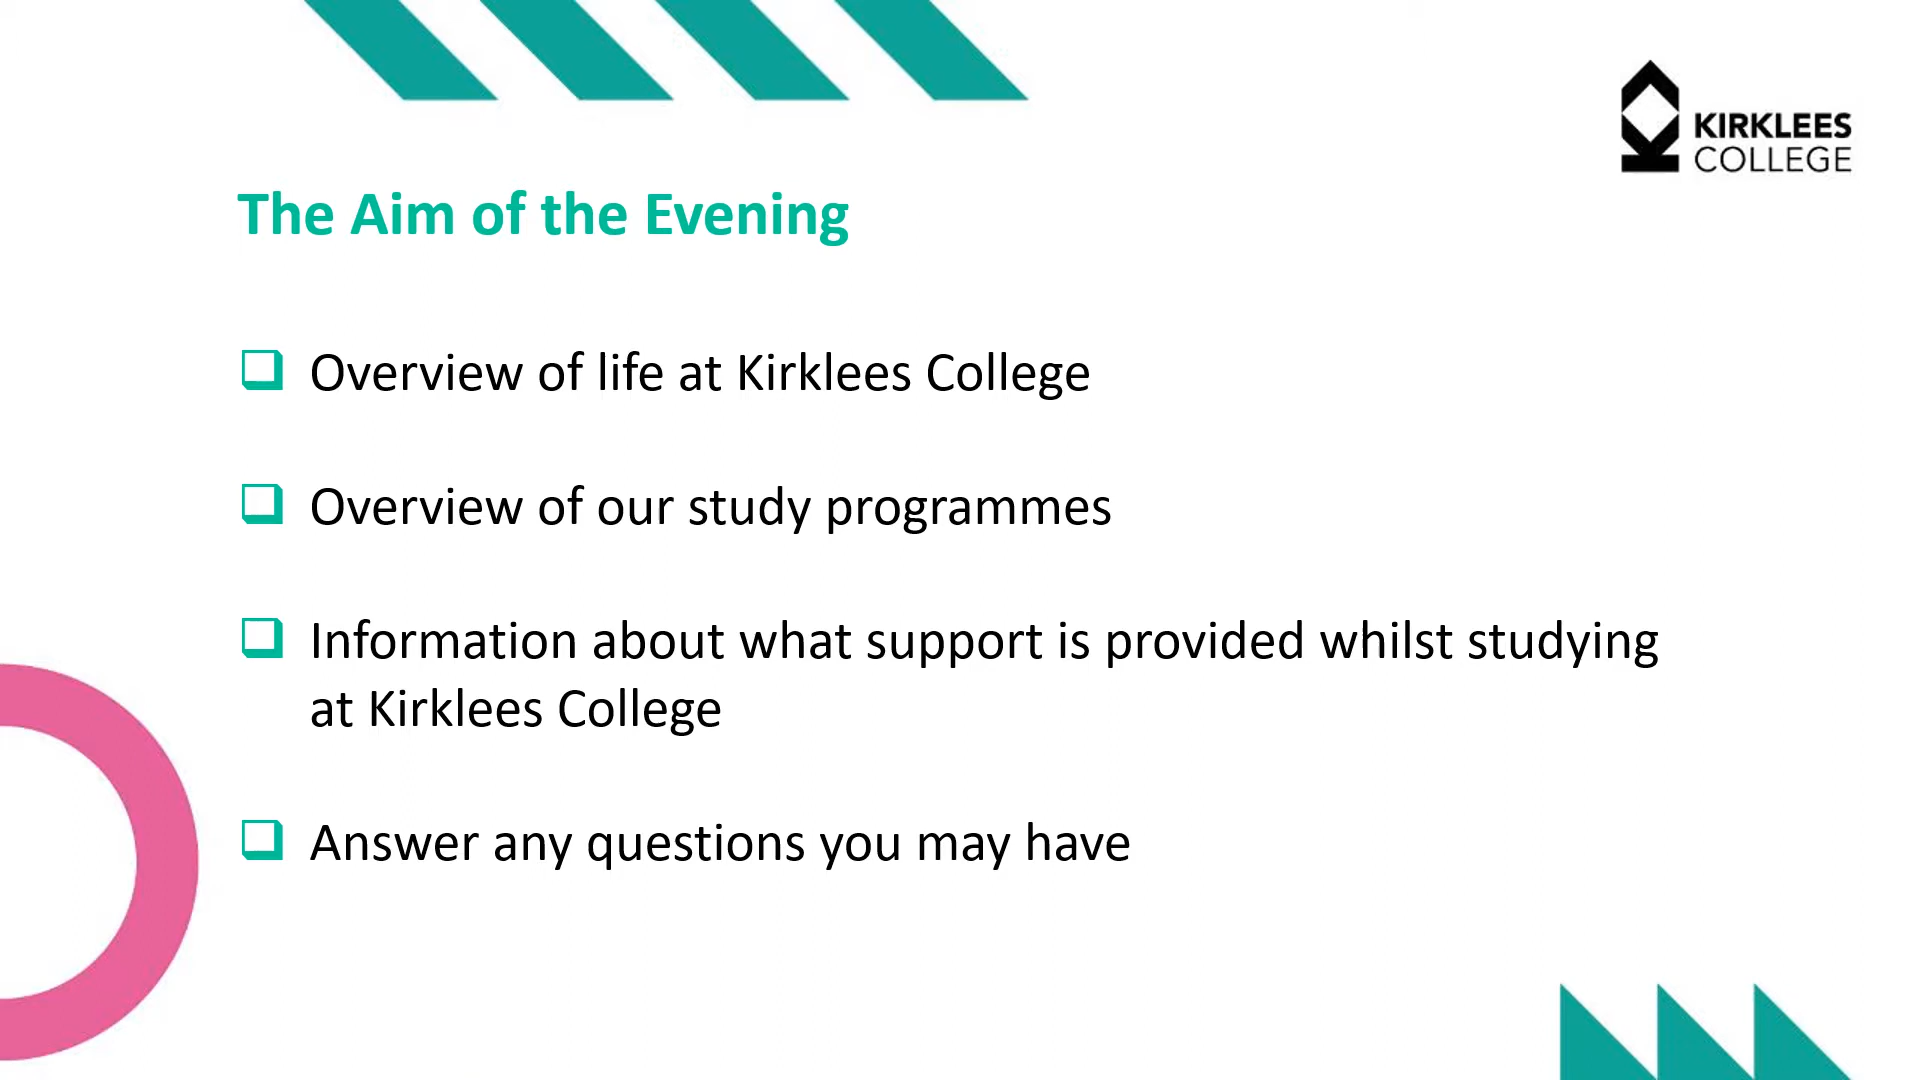 KIRKLEES
COLLEGE
The Aim of the Evening
Overview of life at Kirklees College
Overview of our study programmes
Information about what support is provided whilst studying
at Kirklees College
Answer any questions you may have